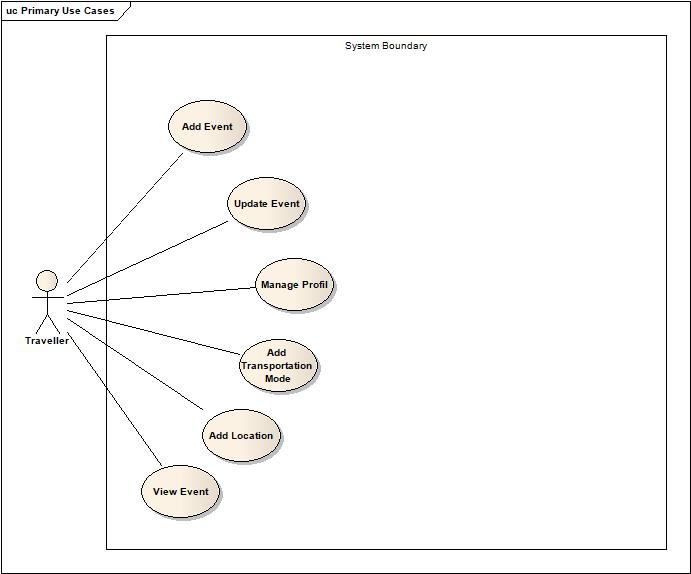 uc Primary Use Cases
System Boundary
Add Event
Update Event
Manage Profil
Traveller
Add
Transportation
Mode
Add Location
View Event